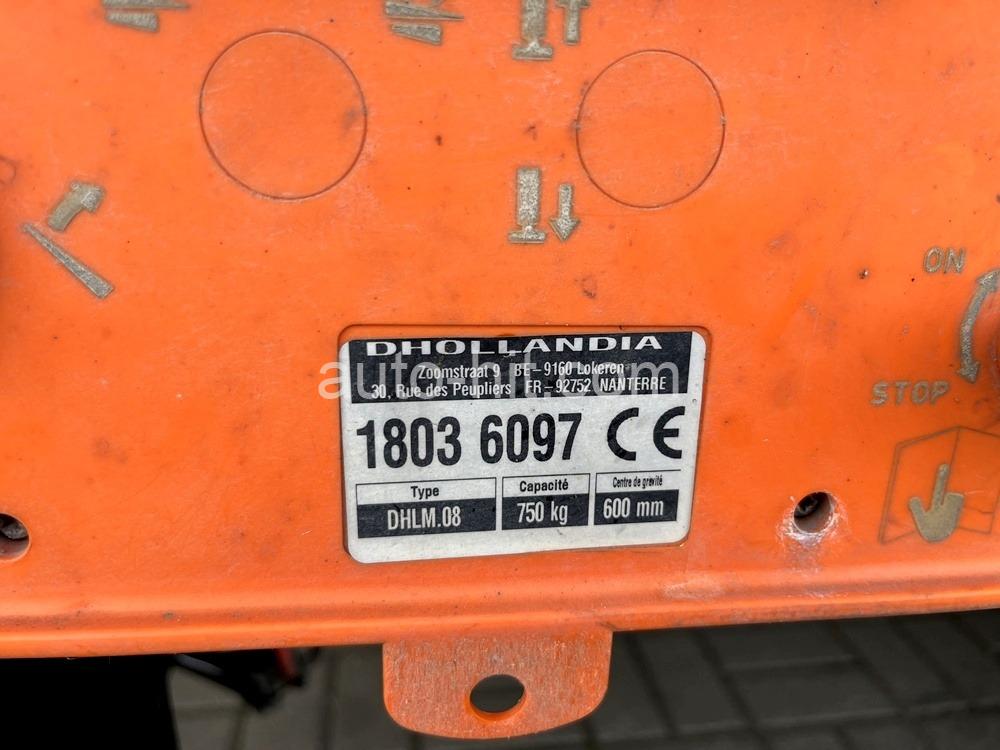 ON
STOP
DHOLLANDIA
Zoomstraat 9 BE-9160 Lokeren
30, Rue des Peupliers FR-92752 NANTERRE
1803 6097 CE
Type
DHLM.08
Capacité
750 kg
Centre de gravité
600 mm